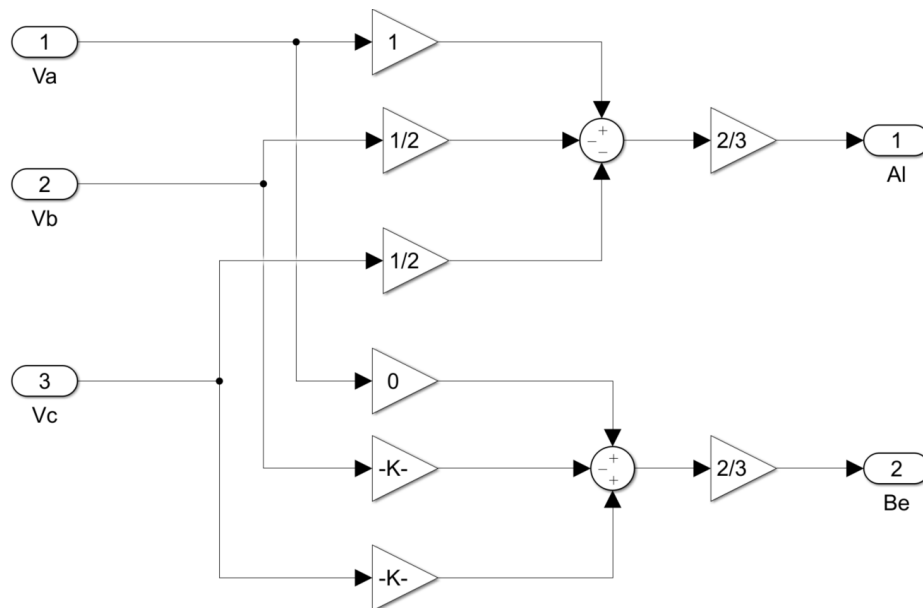 1
Va
1
+
1/2
−
−
2/3
1
Al
2
Vb
1/2
3
Vc
0
+
-K-
−
+
2/3
2
Be
-K-